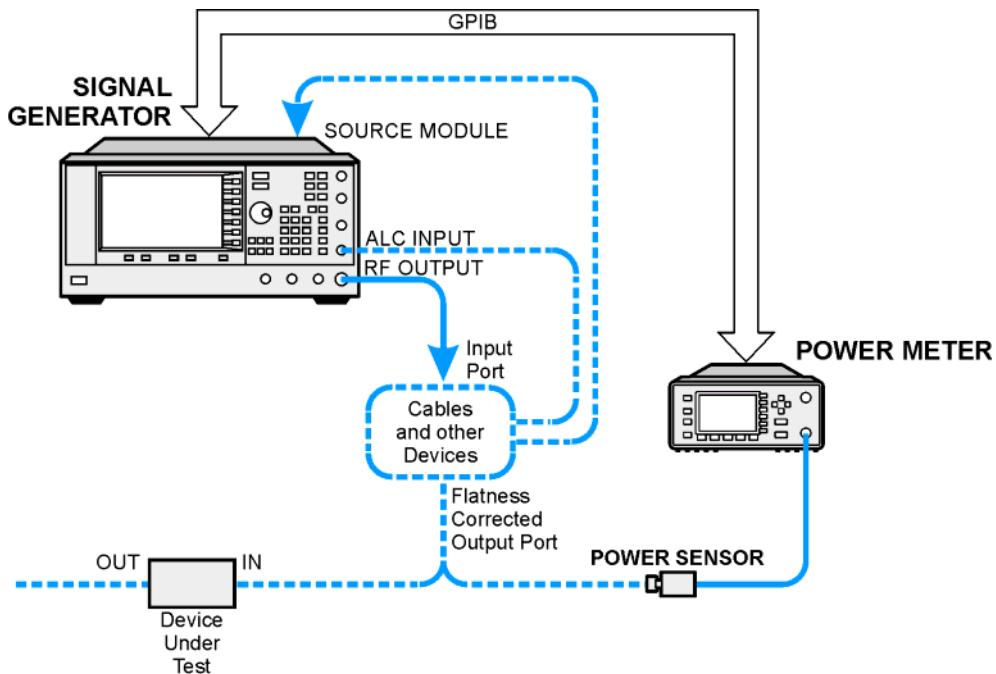 GPIB
SIGNAL
GENERATOR
SOURCE MODULE
ALC INPUT
RF OUTPUT
Input
Port
POWER METER
Cables
and other
Devices
Flatness
Corrected
Output Port
POWER SENSOR
OUT
IN
Device
Under
Test